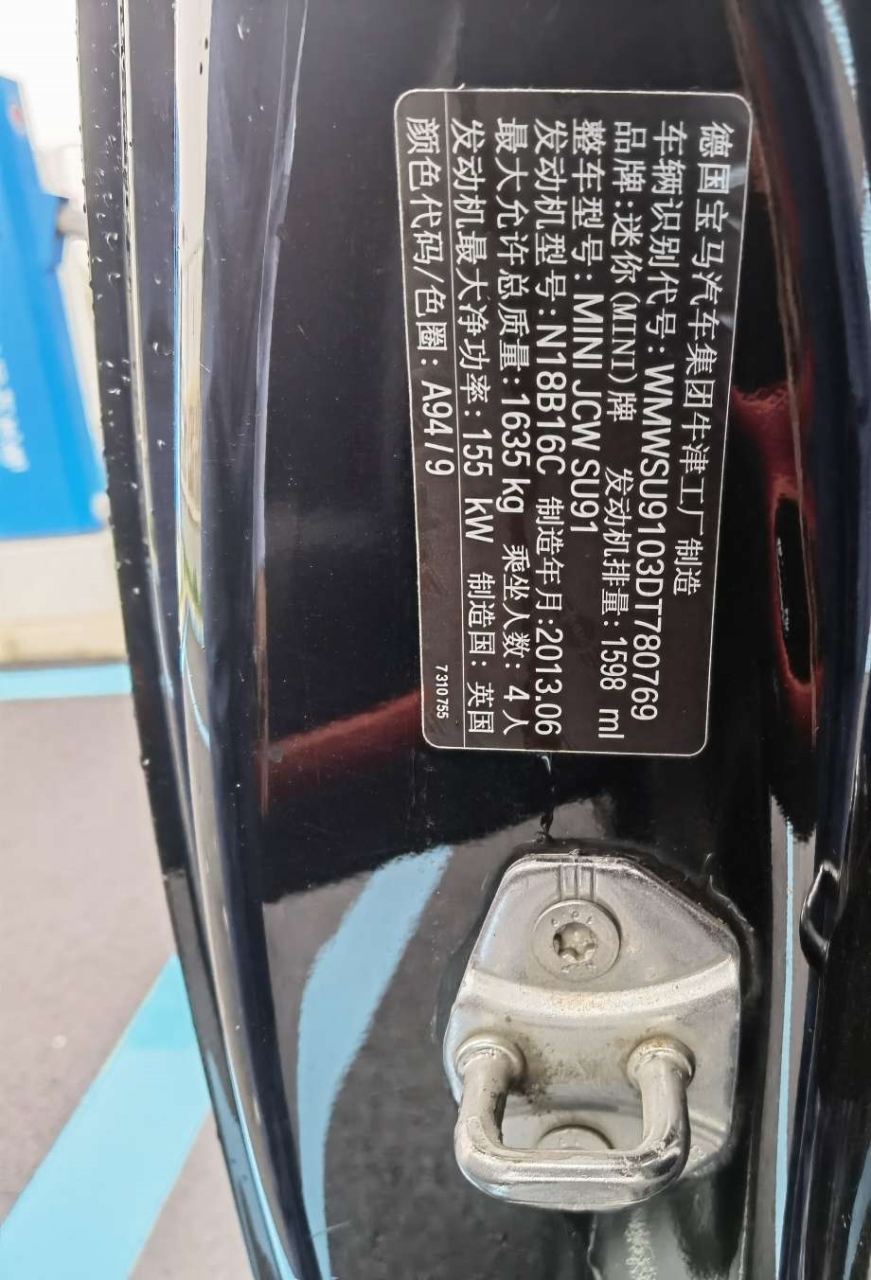 德国宝马汽车集团牛津工厂制造
车辆识别代号:WMWSU9103DT780769
品牌:迷你(MINI)牌 发动机排量:1598 ml
整车型号:MINI JCW SU91
发动机型号:N18B16C 制造年月:2013.06
最大允许总质量:1635 kg 乘坐人数:4人
发动机最大净功率:155 kW 制造国:英国
颜色代码/色圈:A94/9
7310755